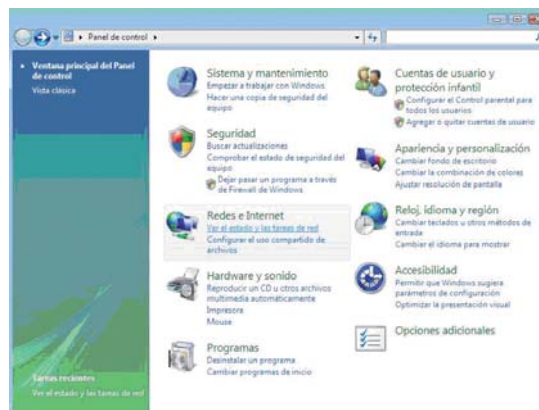 Panel de control
Ventana principal del Panel
de control
Vista clásica
Sistema y mantenimiento
Empezar a trabajar con Windows
Hacer una copia de seguridad del
equipo
Seguridad
Buscar actualizaciones
Comprobar el estado de seguridad del
equipo
Dejar pasar un programa a través
de Firewall de Windows
Redes e Internet
Ver el estado y las tareas de red
Configurar el uso compartido de
archivos
Hardware y sonido
Reproducir un CD u otros archivos
multimedia automáticamente
Impresora
Mouse
Programas
Desinstalar un programa
Cambiar programas de inicio
Cuentas de usuario y
protección infantil
Configurar el Control parental para
todos los usuarios
Agregar o quitar cuentas de usuario
Apariencia y personalización
Cambiar fondo de escritorio
Cambiar la combinación de colores
Ajustar resolución de pantalla
Reloj, idioma y región
Cambiar teclados u otros métodos de
entrada
Cambiar el idioma para mostrar
Accesibilidad
Permitir que Windows sugiera
parámetros de configuración
Optimizar la presentación visual
Opciones adicionales
Tareas recientes
Ver el estado y las tareas de red